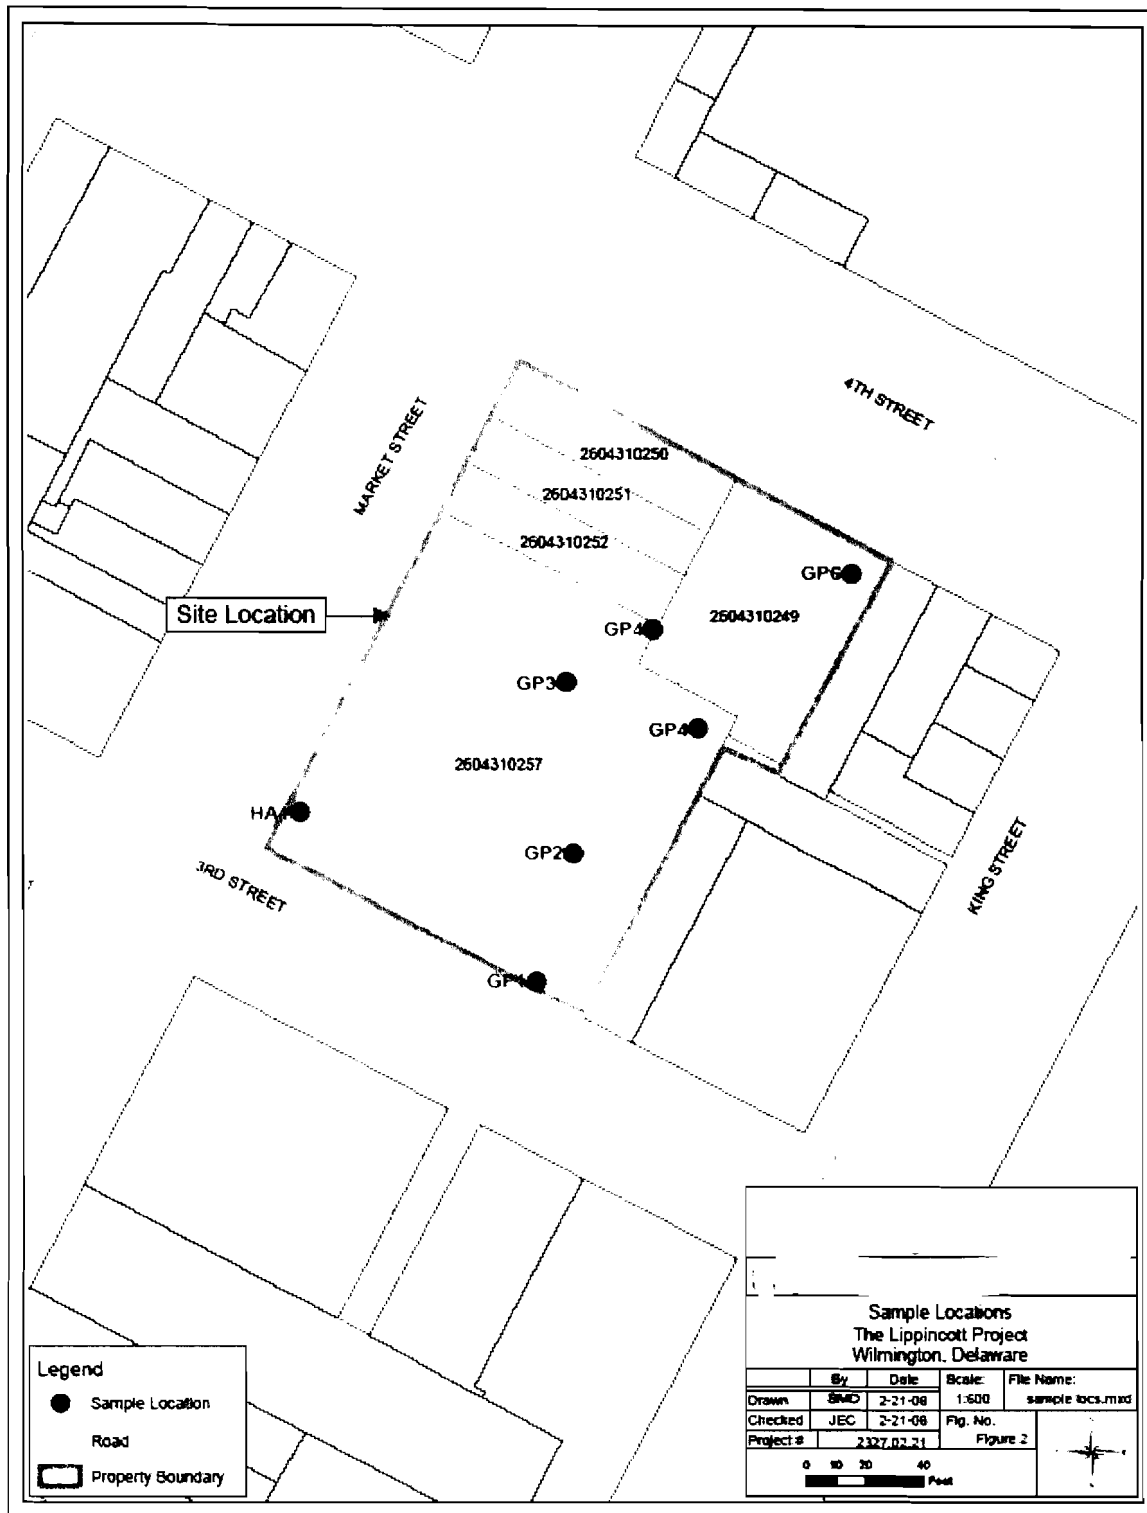 4TH STREET
MARKET STREET
2604310250
2604310251
2604310252
GP6
Site Location
2604310249
GP4
GP3
GP4
2604310257
HA1
GP2
3RD STREET
KING STREET
GP1
Sample Locations
The Lippincott Project
Wilmington, Delaware
By Date Scale: File Name:
Drawn SMD 2-21-08 1:600 sample locs.mxd
Checked JEC 2-21-08 Fig. No.
Project # 2327.02.21 Figure 2
0 10 20 40
Feet
Legend
Sample Location
Road
Property Boundary